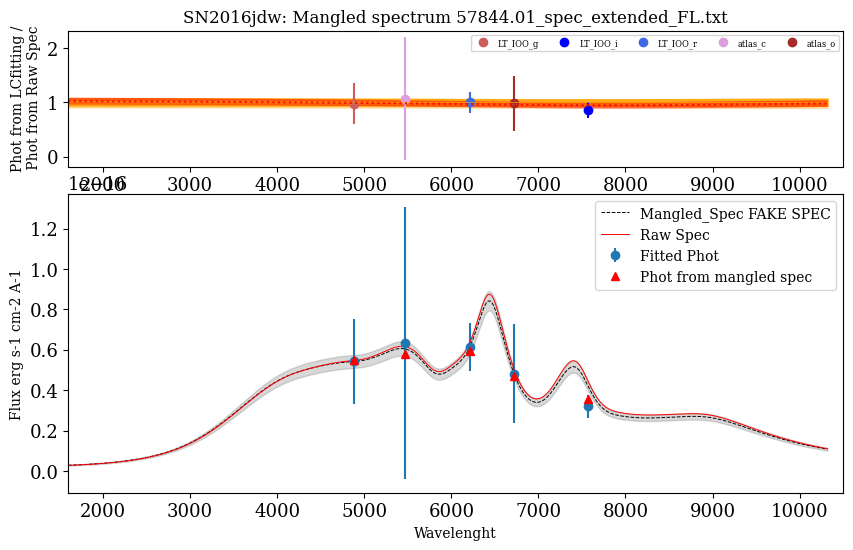 SN2016jdw: Mangled spectrum 57844.01_spec_extended_FL.txt
Phot from LCfitting /
Phot from Raw Spec
LT_IOO_g LT_IOO_i LT_IOO_r atlas_c atlas_o
2
1
0
2000 3000 4000 5000 6000 7000 8000 9000 10000
1e−16
Flux erg s-1 cm-2 A-1
Mangled_Spec FAKE SPEC
Raw Spec
Fitted Phot
Phot from mangled spec
1.2
1.0
0.8
0.6
0.4
0.2
0.0
2000 3000 4000 5000 6000 7000 8000 9000 10000
Wavelenght